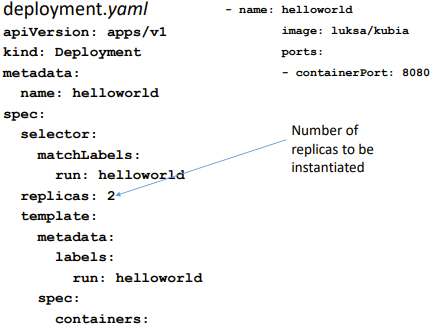 deployment.yaml
apiVersion: apps/v1
kind: Deployment
metadata:
  name: helloworld
spec:
  selector:
    matchLabels:
      run: helloworld
  replicas: 2
  template:
    metadata:
      labels:
        run: helloworld
    spec:
      containers:
- name: helloworld
  image: luksa/kubia
  ports:
  - containerPort: 8080
Number of
replicas to be
instantiated